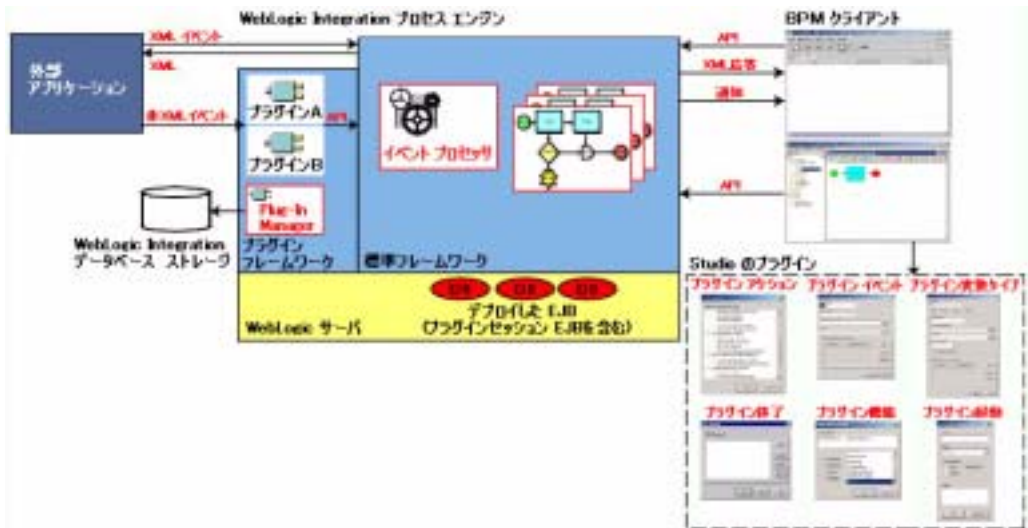 WebLogic Integration プロセス エンジン
BPM クライアント
外部
アプリケーション
XML イベント
XML
非XML イベント
プラグインA
API
プラグインB
Plug-In
Manager
プラグイン
フレームワーク
イベント プロセッサ
標準フレームワーク
API
XML応答
通知
API
WebLogic Integration
データベース ストレージ
WebLogic サーバ
デプロイした EJB
(プラグインセッション EJBを含む)
Studio のプラグイン
プラグイン アクション
プラグイン イベント
プラグイン変数タイプ
プラグイン終了
プラグイン機能
プラグイン起動